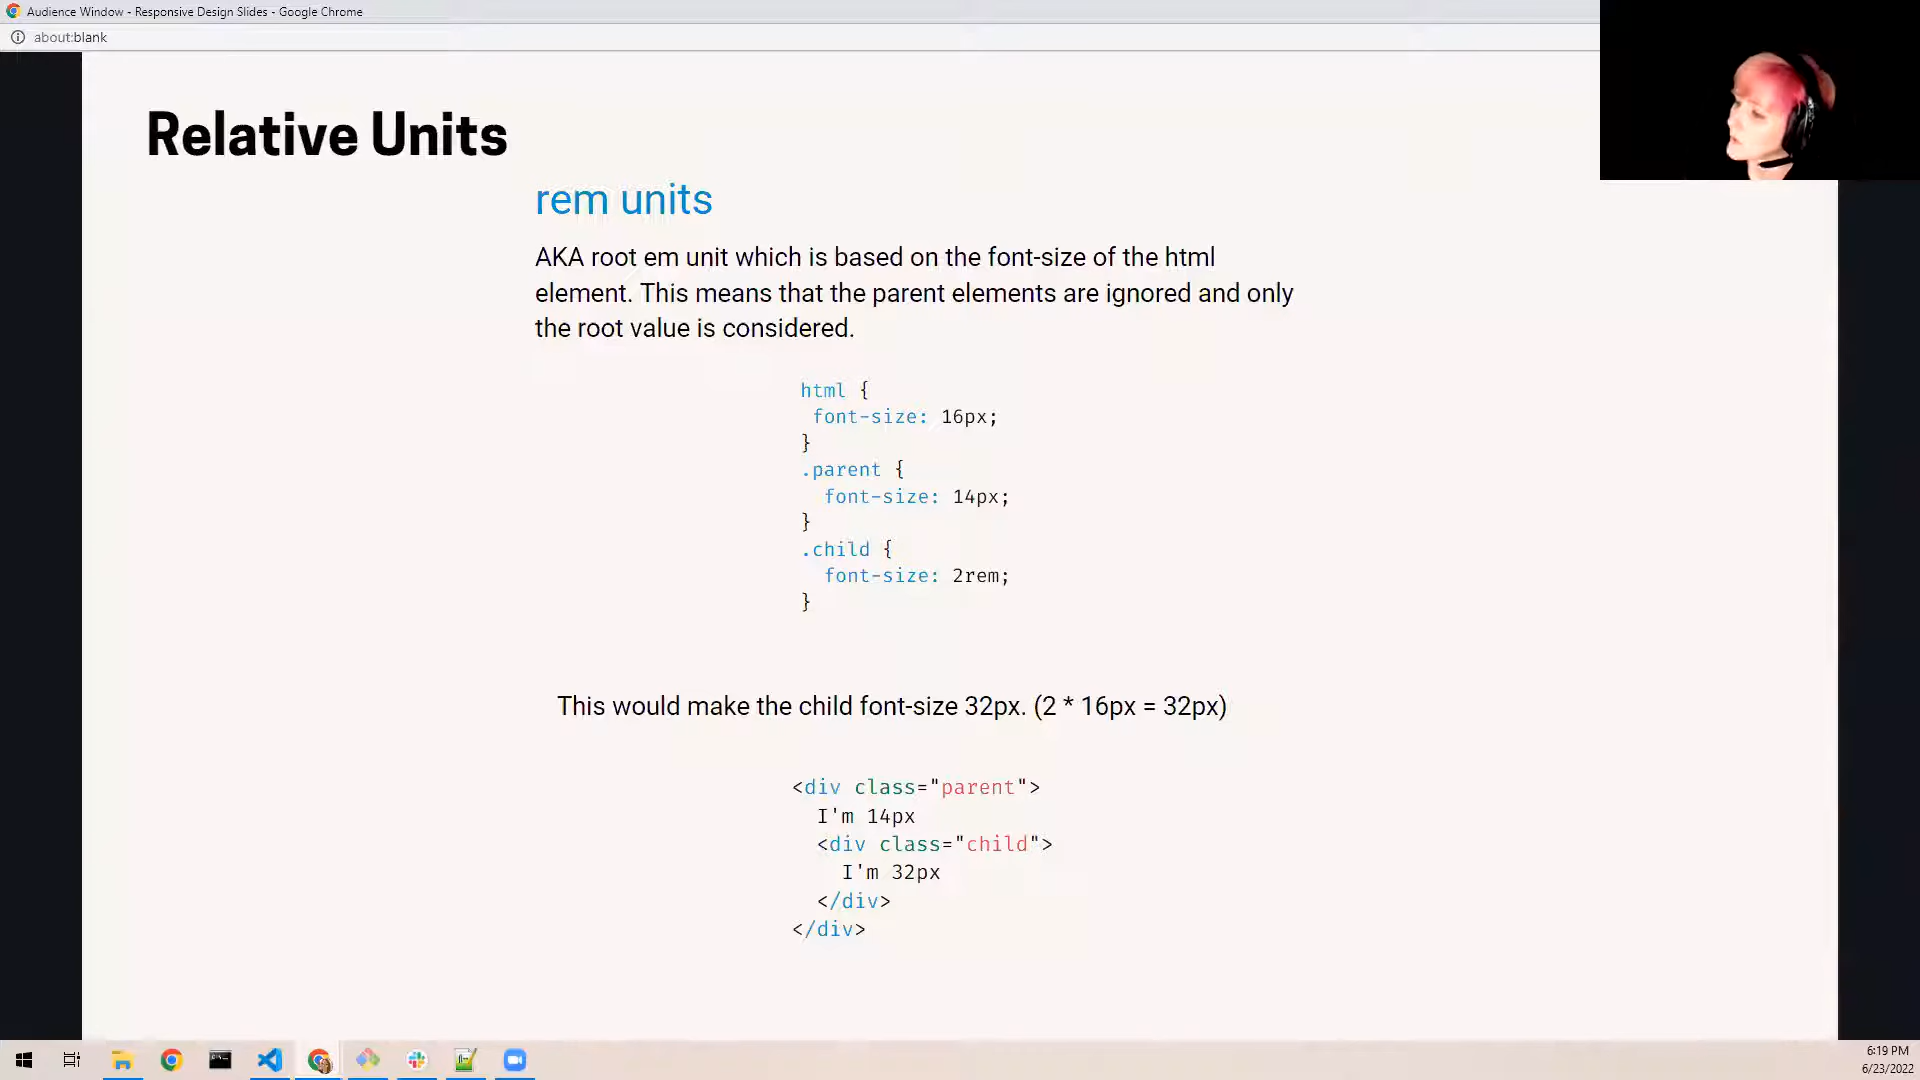 Audience Window - Responsive Design Slides - Google Chrome
about:blank
Relative Units
rem units
AKA root em unit which is based on the font-size of the html
element. This means that the parent elements are ignored and only
the root value is considered.
html {
font-size: 16px;
}
.parent {
font-size: 14px;
}
.child {
font-size: 2rem;
}
This would make the child font-size 32px. (2 * 16px = 32px)
<div class="parent">
I'm 14px
<div class="child">
I'm 32px
</div>
</div>
6:19 PM
6/23/2022